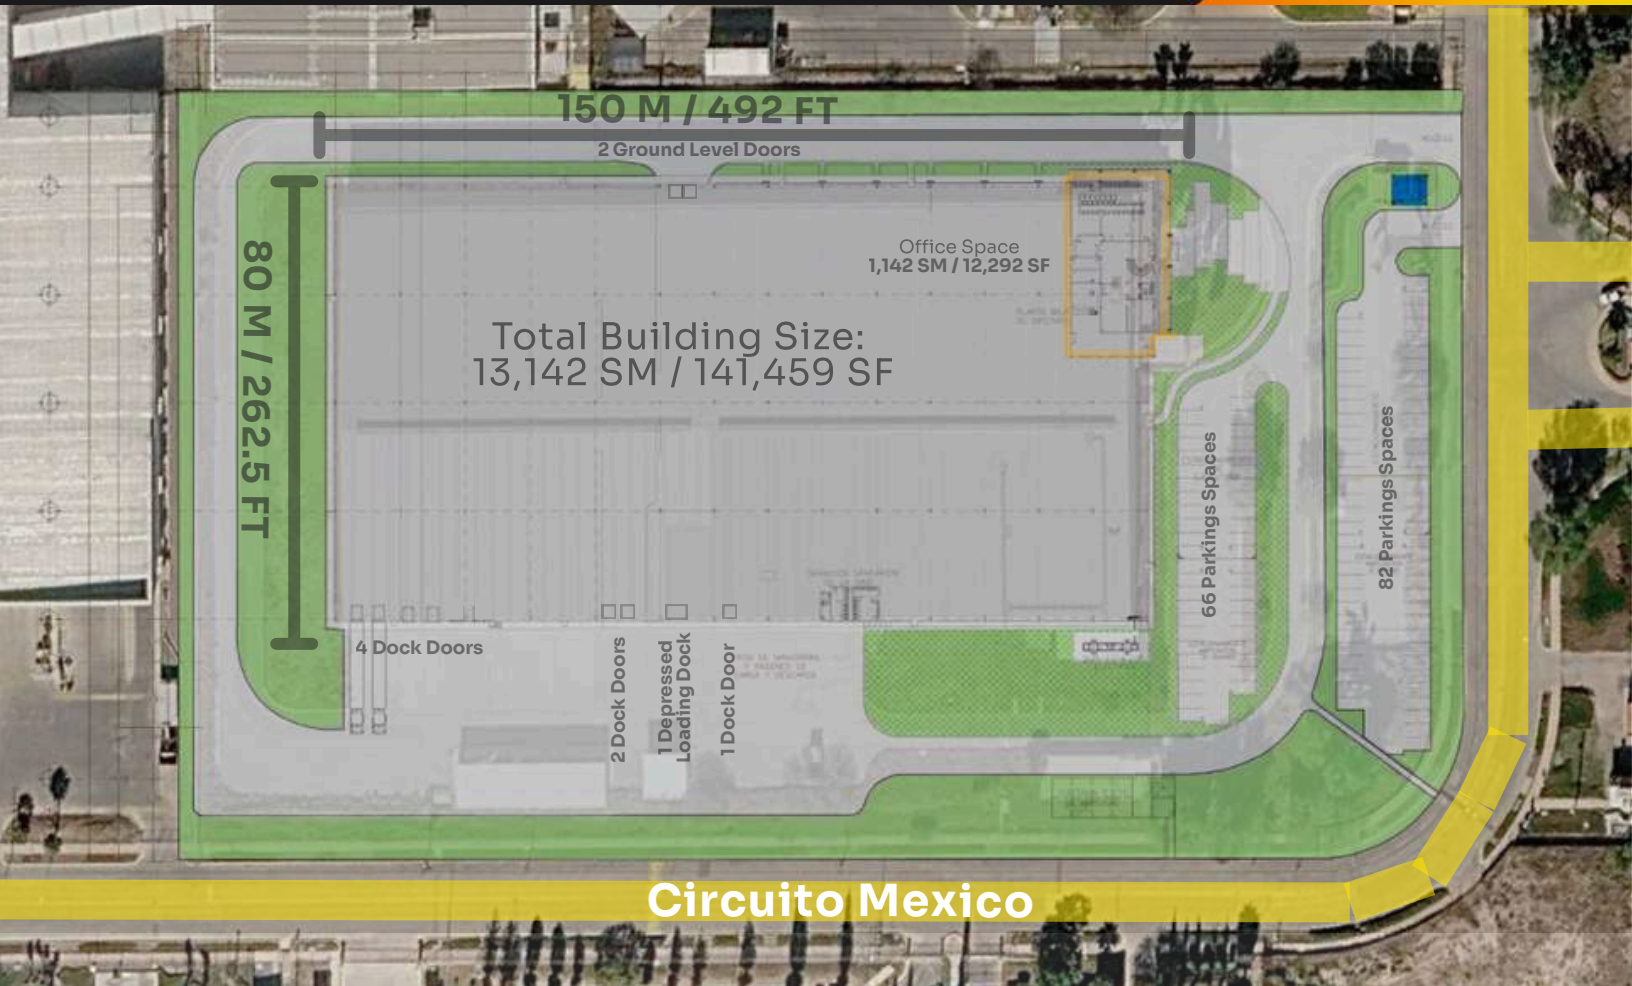 150 M / 492 FT
2 Ground Level Doors
80 M / 262.5 FT
Office Space
1,142 SM / 12,292 SF
Total Building Size:
13,142 SM / 141,459 SF
66 Parkings Spaces
82 Parkings Spaces
4 Dock Doors
2 Dock Doors
1 Depressed
Loading Dock
1 Dock Door
Circuito Mexico